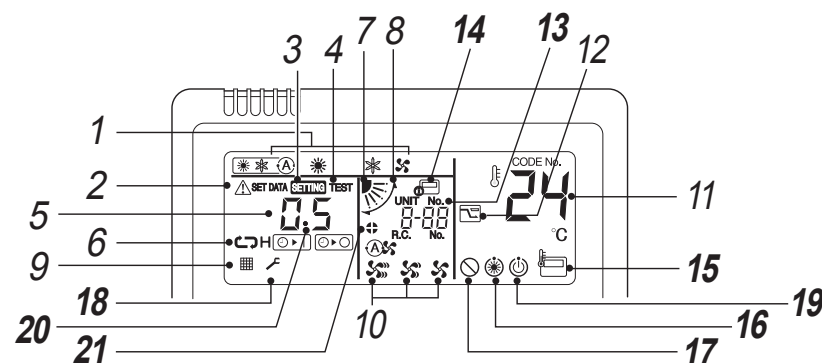 3 4 7 8 14 13 12
1
CODE No.
2 SET DATA SETTING TEST
UNIT No.
24 11
5 0.5 8-88
R.C. No.
°C
6 H
A
A
9
15
18 10 19
20 16
21 17